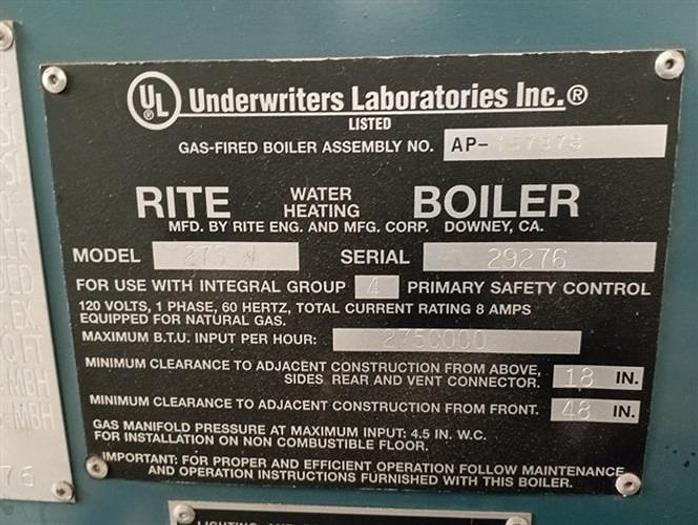 UL Underwriters Laboratories Inc.®
LISTED
GAS-FIRED BOILER ASSEMBLY NO. AP-157878
RITE WATER HEATING BOILER
MFD. BY RITE ENG. AND MFG. CORP. DOWNEY, CA.
MODEL 275 W SERIAL 29276
FOR USE WITH INTEGRAL GROUP 4 PRIMARY SAFETY CONTROL
120 VOLTS, 1 PHASE, 60 HERTZ, TOTAL CURRENT RATING 8 AMPS
EQUIPPED FOR NATURAL GAS.
MAXIMUM B.T.U. INPUT PER HOUR: 2750000
MINIMUM CLEARANCE TO ADJACENT CONSTRUCTION FROM ABOVE,
SIDES, REAR AND VENT CONNECTOR. 18 IN.
MINIMUM CLEARANCE TO ADJACENT CONSTRUCTION FROM FRONT. 48 IN.
GAS MANIFOLD PRESSURE AT MAXIMUM INPUT: 4.5 IN. W.C.
FOR INSTALLATION ON NON COMBUSTIBLE FLOOR.
IMPORTANT: FOR PROPER AND EFFICIENT OPERATION FOLLOW MAINTENANCE
AND OPERATION INSTRUCTIONS FURNISHED WITH THIS BOILER.